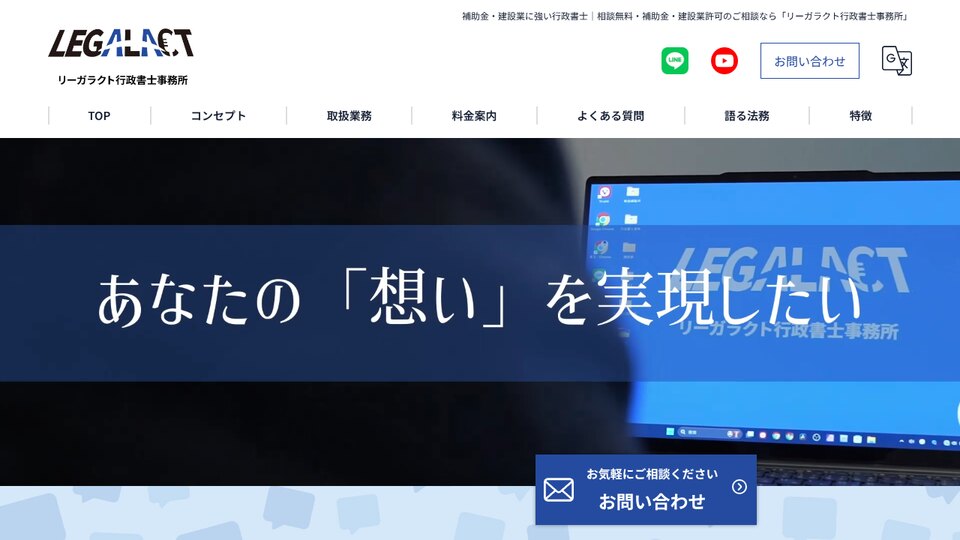 補助金・建設業に強い行政書士｜相談無料・補助金・建設業許可のご相談なら「リーガラクト行政書士事務所」
LEGALACT
リーガラクト行政書士事務所
LINE
お問い合わせ
G 文
TOP
コンセプト
取扱業務
料金案内
よくある質問
語る法務
特徴
LEGALACT
リーガラクト行政書士事務所
あなたの「想い」を実現したい
お気軽にご相談ください
お問い合わせ